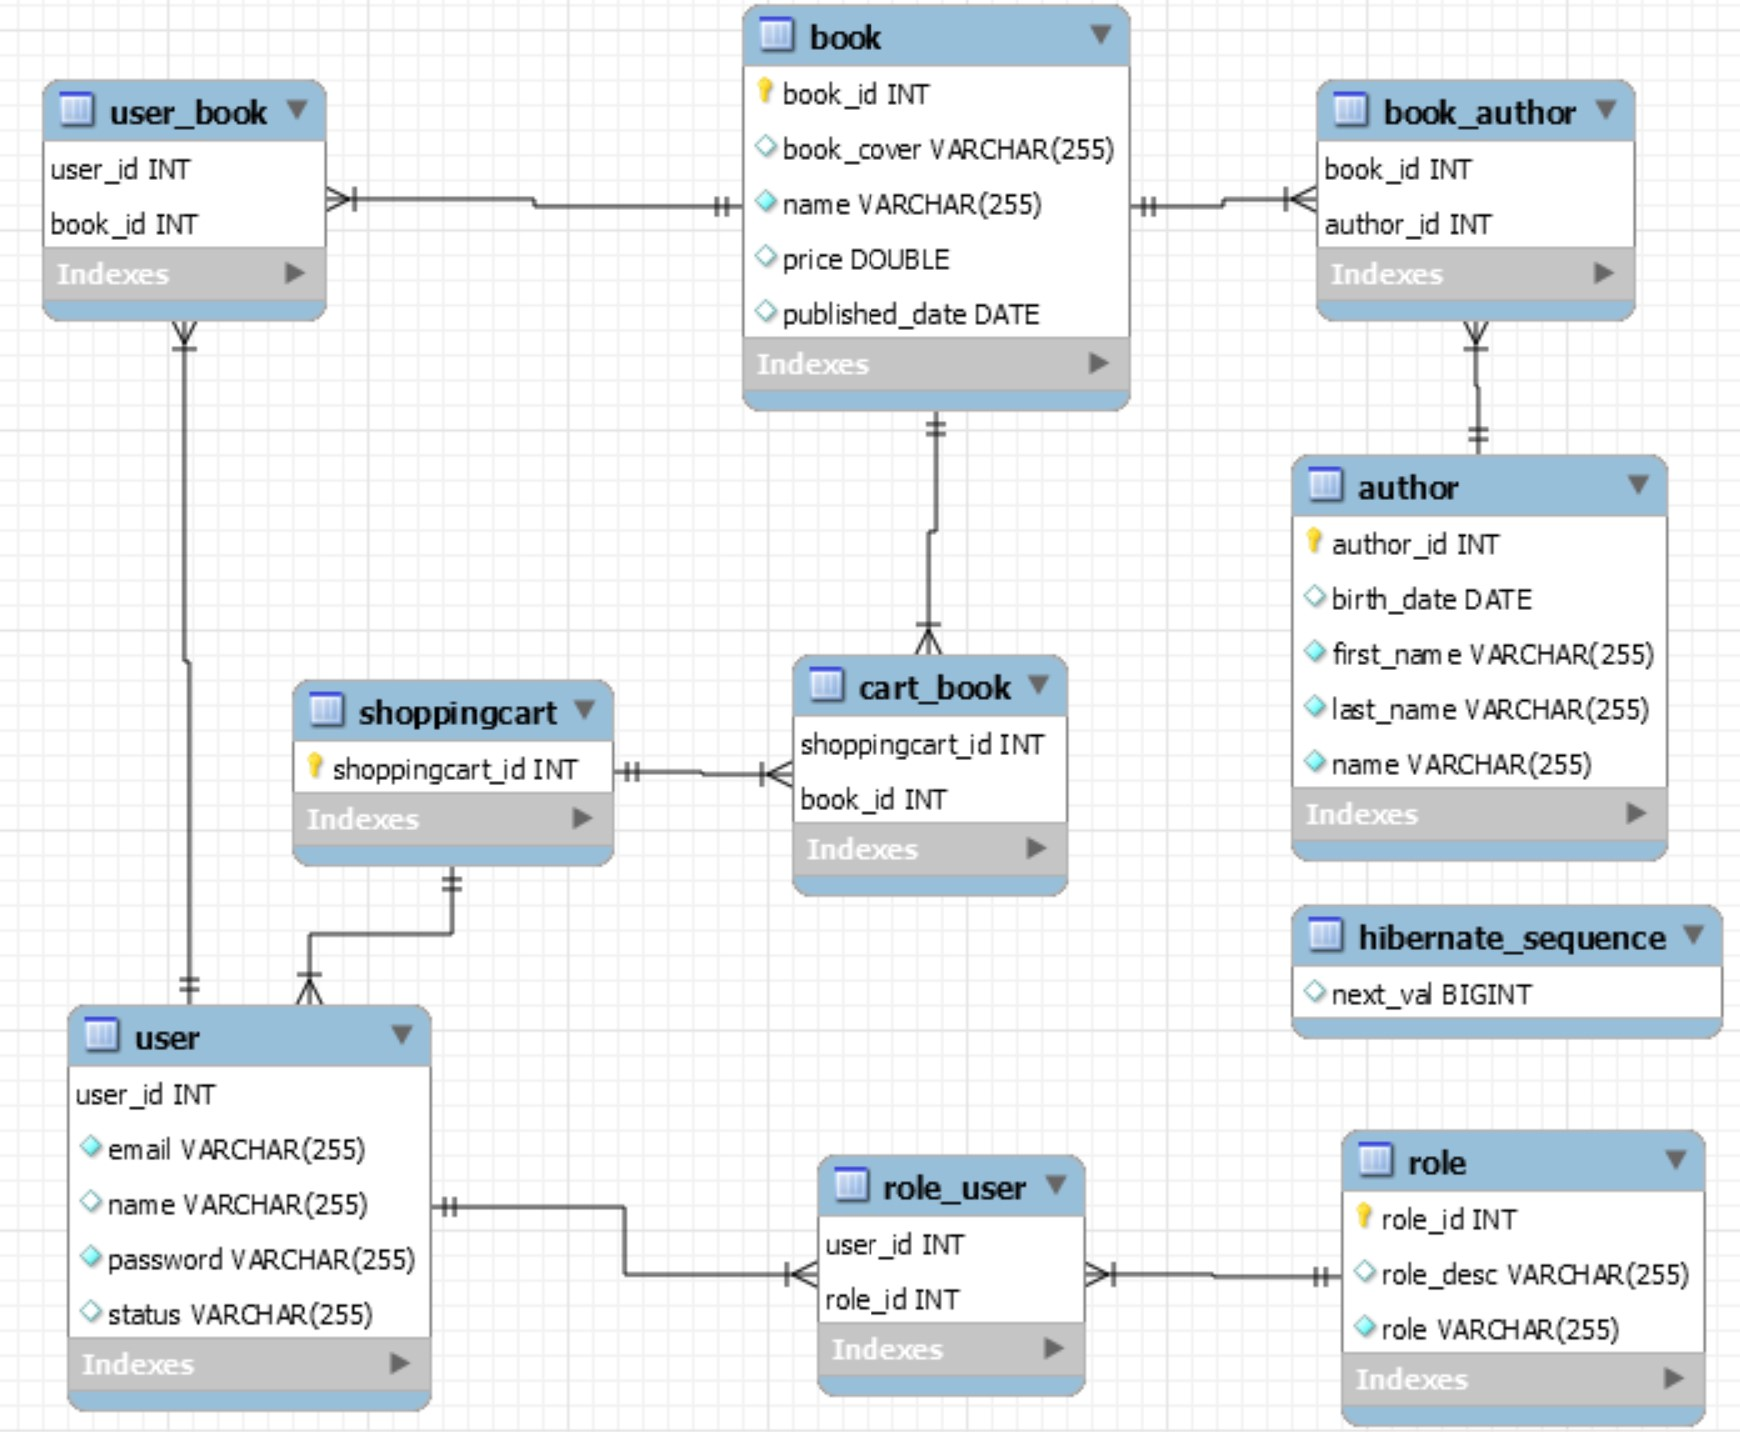 book
book_id INT
book_cover VARCHAR(255)
name VARCHAR(255)
price DOUBLE
published_date DATE
Indexes
user_book
user_id INT
book_id INT
Indexes
book_author
book_id INT
author_id INT
Indexes
author
author_id INT
birth_date DATE
first_name VARCHAR(255)
last_name VARCHAR(255)
name VARCHAR(255)
Indexes
shoppingcart
shoppingcart_id INT
Indexes
cart_book
shoppingcart_id INT
book_id INT
Indexes
hibernate_sequence
next_val BIGINT
user
user_id INT
email VARCHAR(255)
name VARCHAR(255)
password VARCHAR(255)
status VARCHAR(255)
Indexes
role_user
user_id INT
role_id INT
Indexes
role
role_id INT
role_desc VARCHAR(255)
role VARCHAR(255)
Indexes